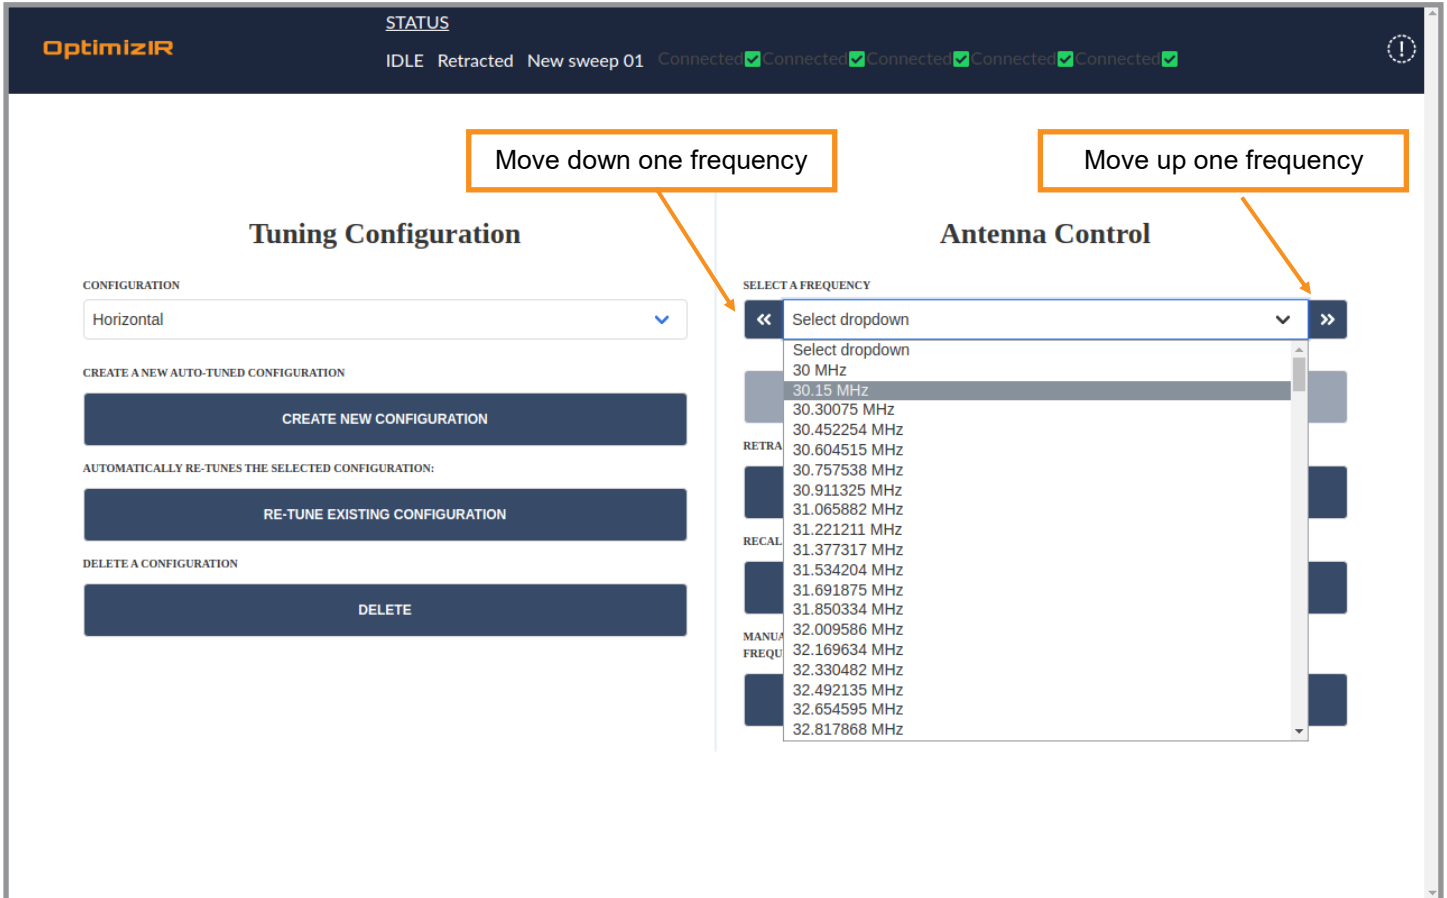 OptimizIR
STATUS
IDLE Retracted New sweep 01 Connected Connected Connected Connected Connected
Move down one frequency
Move up one frequency
Tuning Configuration
CONFIGURATION
Horizontal
CREATE A NEW AUTO-TUNED CONFIGURATION
CREATE NEW CONFIGURATION
AUTOMATICALLY RE-TUNES THE SELECTED CONFIGURATION:
RE-TUNE EXISTING CONFIGURATION
DELETE A CONFIGURATION
DELETE
Antenna Control
SELECT A FREQUENCY
Select dropdown
Select dropdown
30 MHz
30.15 MHz
30.30075 MHz
30.452254 MHz
30.604515 MHz
30.757538 MHz
30.911325 MHz
31.065882 MHz
31.221211 MHz
31.377317 MHz
31.534204 MHz
31.691875 MHz
31.850334 MHz
32.009586 MHz
32.169634 MHz
32.330482 MHz
32.492135 MHz
32.654595 MHz
32.817868 MHz
RETRA
RECAL
MANUA
FREQU